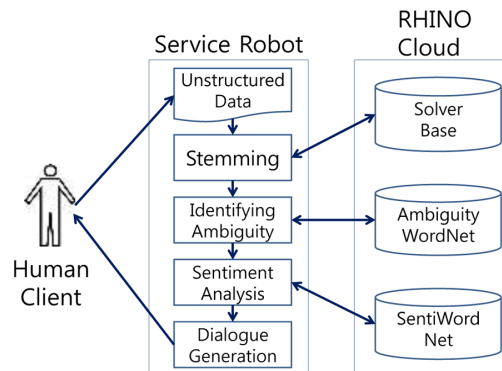 Service Robot
RHINO
Cloud
Unstructured
Data
Stemming
Identifying
Ambiguity
Sentiment
Analysis
Dialogue
Generation
Human
Client
Solver
Base
Ambiguity
WordNet
SentiWord
Net